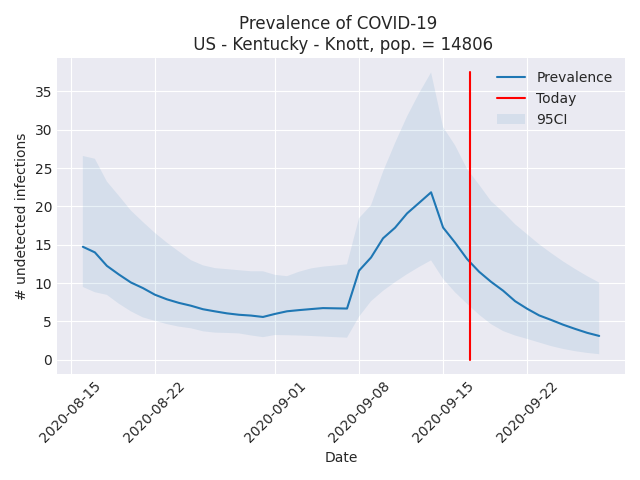 Prevalence of COVID-19
US - Kentucky - Knott, pop. = 14806
Prevalence
Today
95CI
# undetected infections
35
30
25
20
15
10
5
0
2020-08-15
2020-08-22
2020-09-01
2020-09-08
2020-09-15
2020-09-22
Date